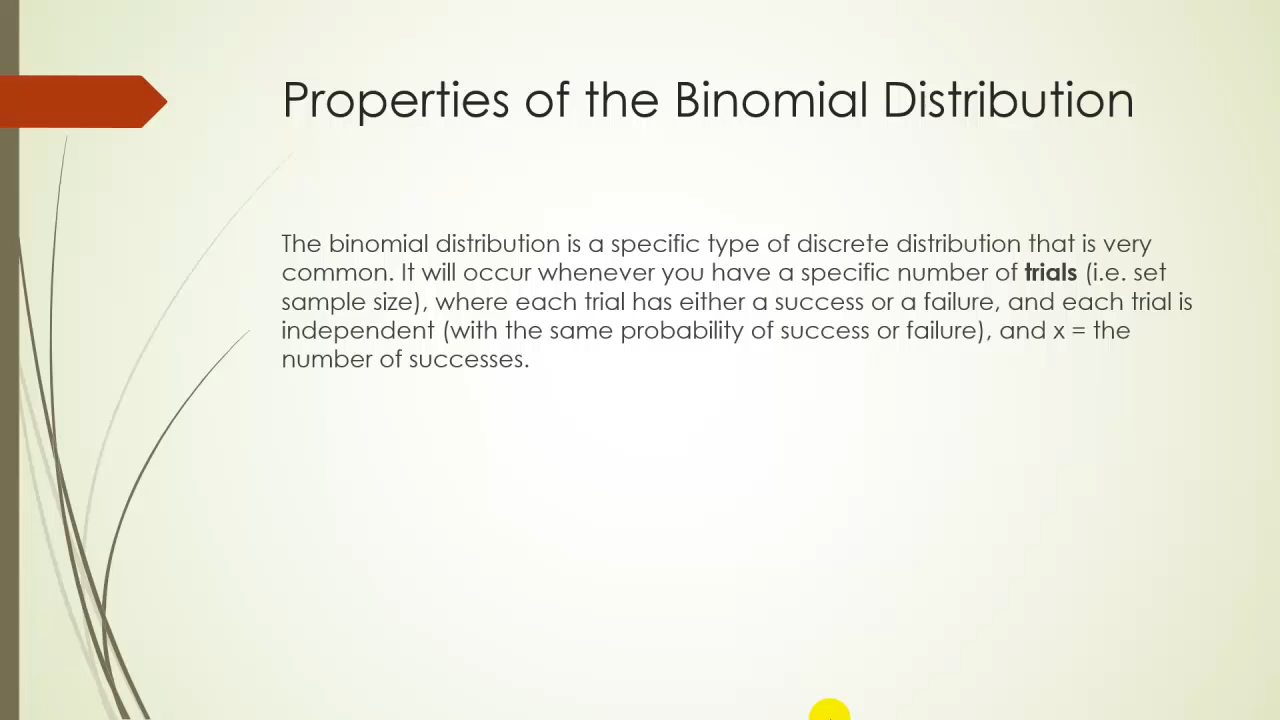 Properties of the Binomial Distribution
The binomial distribution is a specific type of discrete distribution that is very
common. It will occur whenever you have a specific number of trials (i.e. set
sample size), where each trial has either a success or a failure, and each trial is
independent (with the same probability of success or failure), and x = the
number of successes.